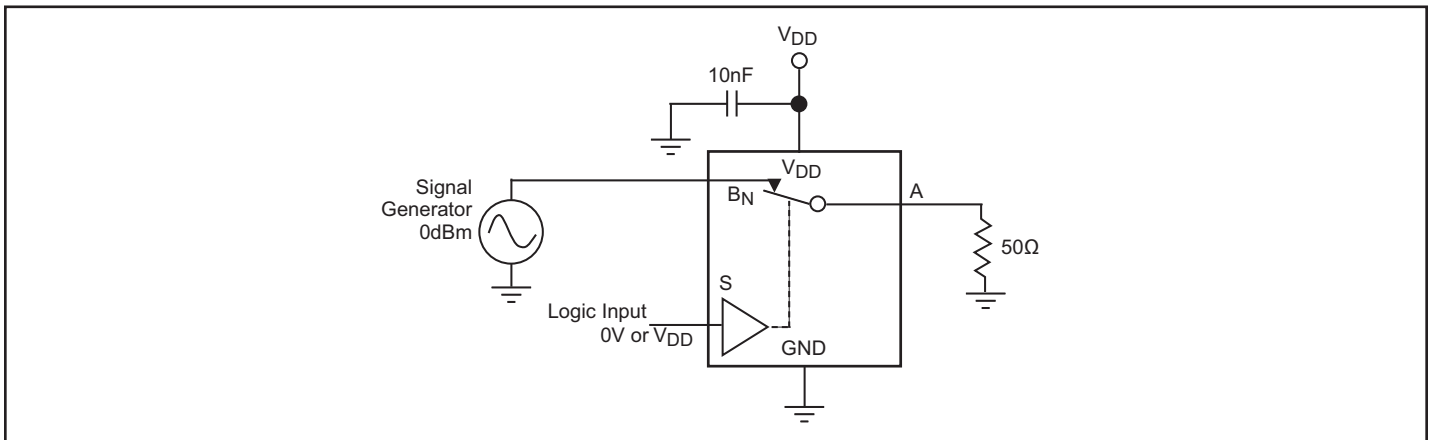 VDD
10nF
VDD
Signal
Generator
0dBm
BN
A
50Ω
S
Logic Input
0V or VDD
GND